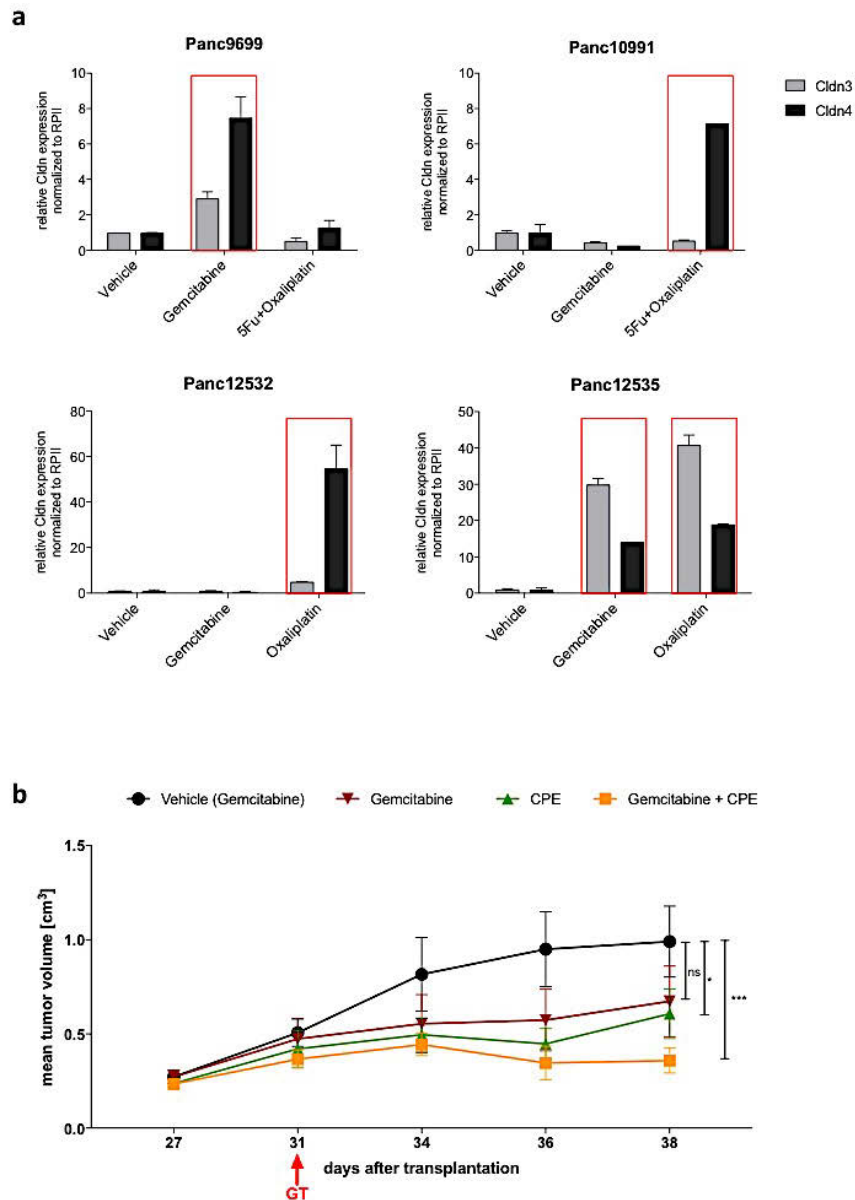 a
Panc9699
relative Cldn expression
normalized to RPII
10
8
6
4
2
0
Vehicle
Gemcitabine
5Fu+Oxaliplatin
Panc10991
relative Cldn expression
normalized to RPII
10
8
6
4
2
0
Vehicle
Gemcitabine
5Fu+Oxaliplatin
Cldn3
Cldn4
Panc12532
relative Cldn expression
normalized to RPII
80
60
40
20
0
Vehicle
Gemcitabine
Oxaliplatin
Panc12535
relative Cldn expression
normalized to RPII
50
40
30
20
10
0
Vehicle
Gemcitabine
Oxaliplatin
b
Vehicle (Gemcitabine) Gemcitabine CPE Gemcitabine + CPE
mean tumor volume [cm³]
1.5
1.0
0.5
0.0
ns
*
***
27 31 34 36 38
days after transplantation
GT